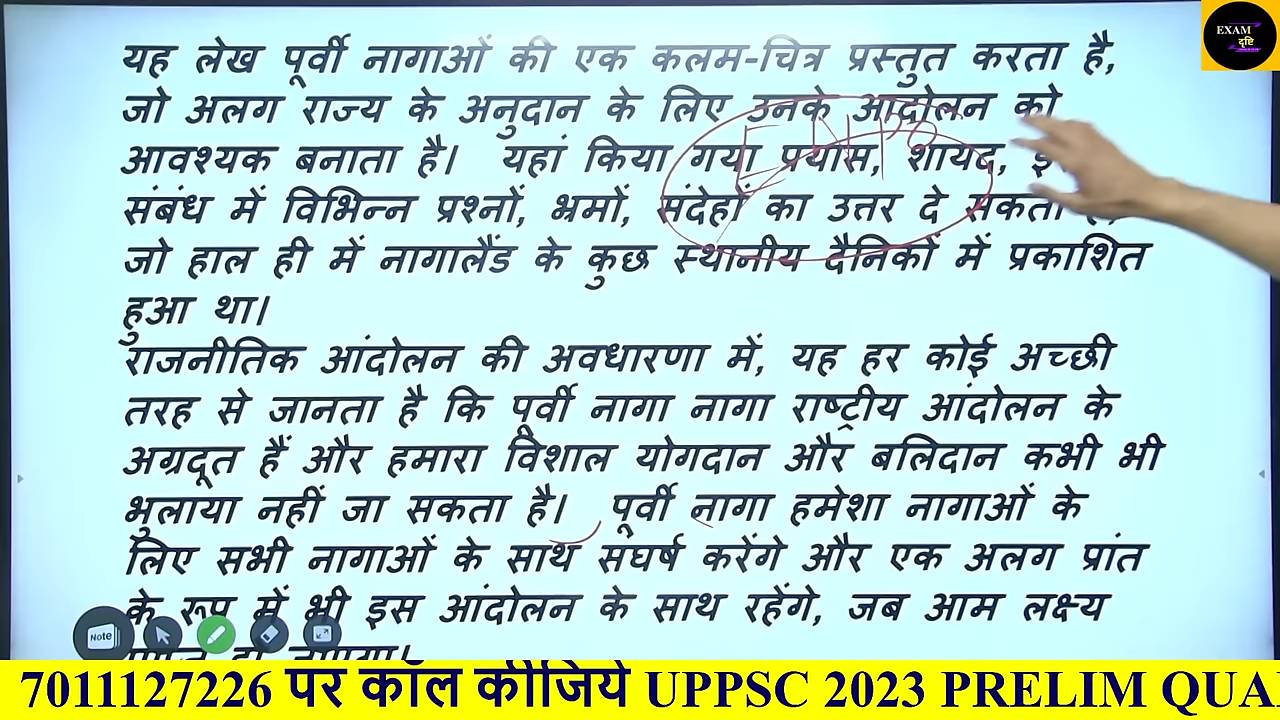 EXAM
दृष्टि
यह लेख पूर्वी नागाओं की एक कलम-चित्र प्रस्तुत करता है,
जो अलग राज्य के अनुदान के लिए उनके आंदोलन को
आवश्यक बनाता है। यहां किया गया प्रयास, शायद,
संबंध में विभिन्न प्रश्नों, भ्रमों, संदेहों का उत्तर दे सकता
जो हाल ही में नागालैंड के कुछ स्थानीय दैनिकों में प्रकाशित
हुआ था।
राजनीतिक आंदोलन की अवधारणा में, यह हर कोई अच्छी
तरह से जानता है कि पूर्वी नागा नागा राष्ट्रीय आंदोलन के
अग्रदूत हैं और हमारा विशाल योगदान और बलिदान कभी भी
भुलाया नहीं जा सकता है। पूर्वी नागा हमेशा नागाओं के
लिए सभी नागाओं के साथ संघर्ष करेंगे और एक अलग प्रांत
के रूप में भी इस आंदोलन के साथ रहेंगे, जब आम लक्ष्य
Note
7011127226 पर कॉल कीजिये UPPSC 2023 PRELIM QUA